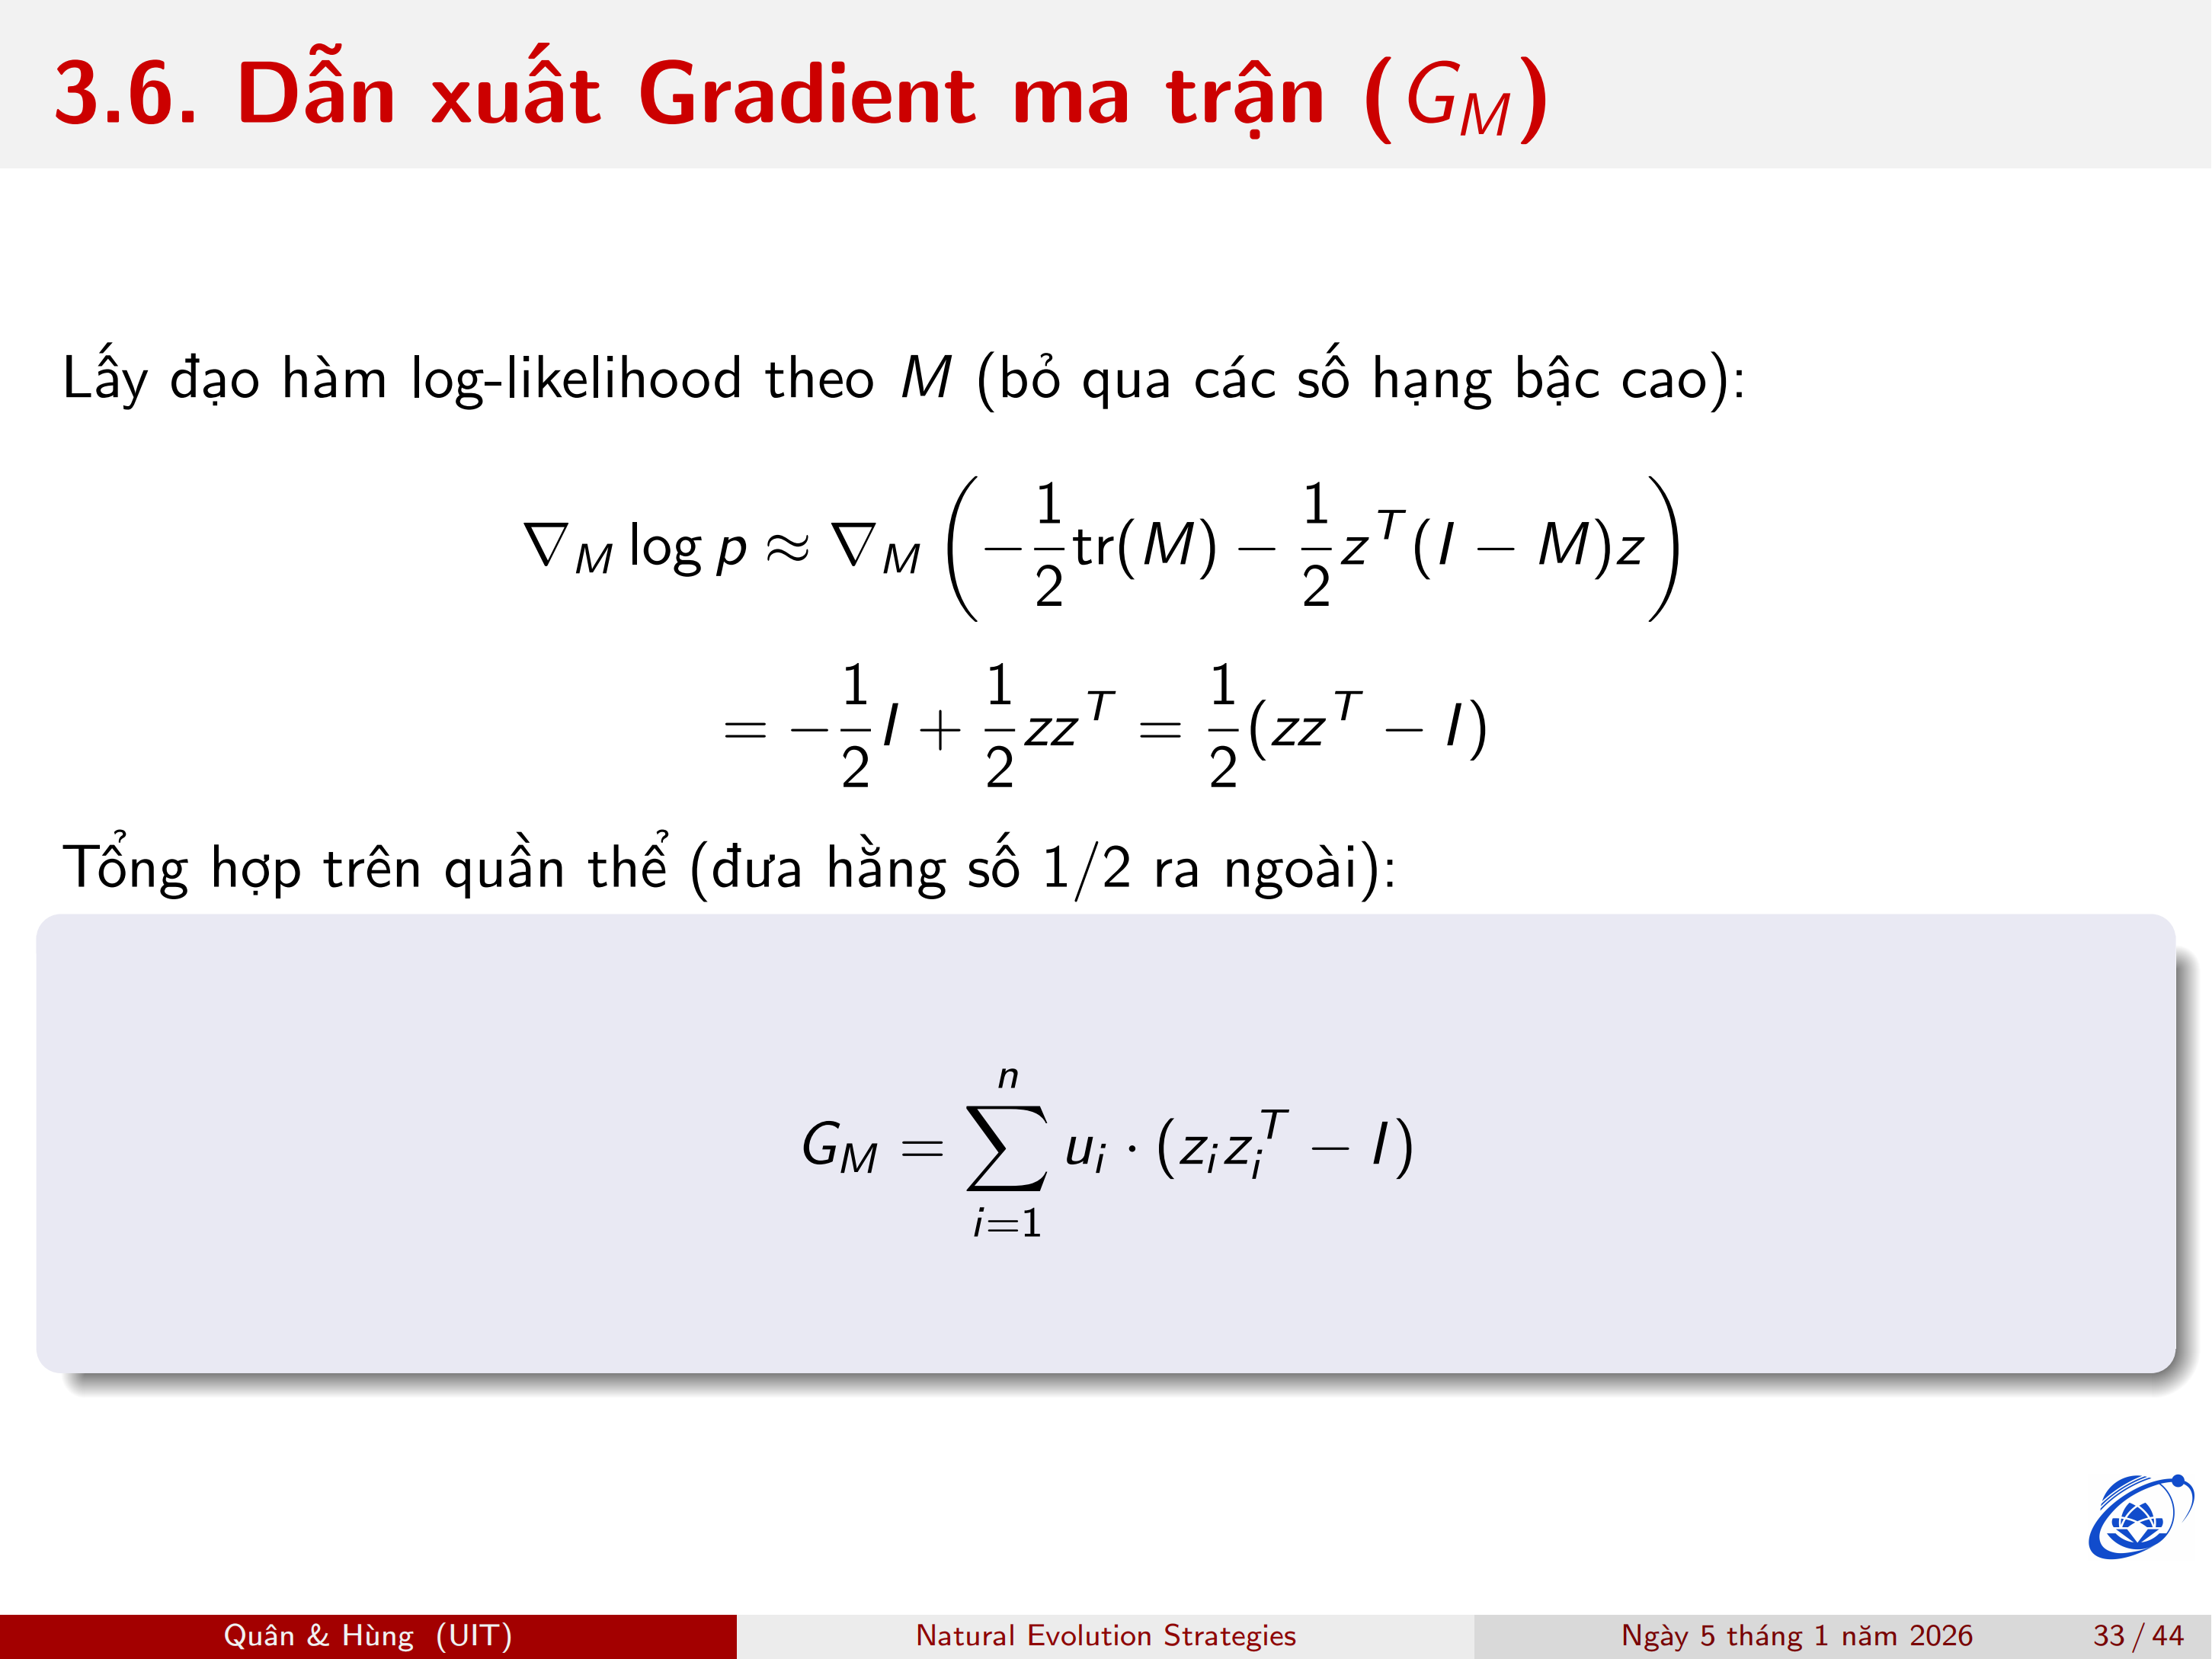 3.6. Dẫn xuất Gradient ma trận (G_M)
Lấy đạo hàm log-likelihood theo M (bỏ qua các số hạng bậc cao):
∇_M log p ≈ ∇_M (−1/2 tr(M) − 1/2 z^T(I − M)z)
= −1/2 I + 1/2 zz^T = 1/2 (zz^T − I)
Tổng hợp trên quần thể (đưa hằng số 1/2 ra ngoài):
G_M = ∑_{i=1}^{n} u_i · (z_i z_i^T − I)
Quân & Hùng (UIT) Natural Evolution Strategies Ngày 5 tháng 1 năm 2026 33 / 44